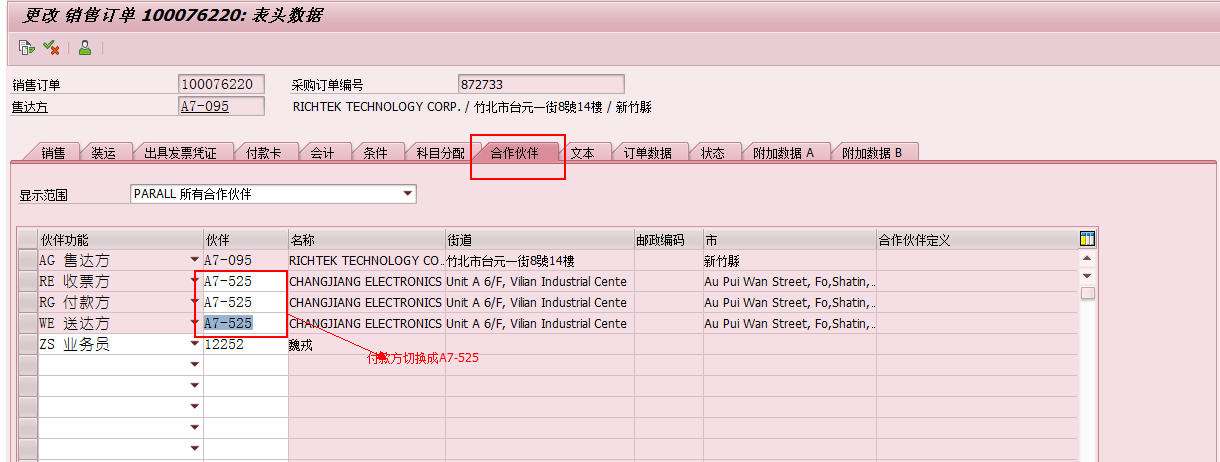 更改 销售订单 100076220: 表头数据
销售订单 100076220 采购订单编号 872733
售达方 A7-095 RICHTEK TECHNOLOGY CORP. / 竹北市台元一街8號14樓 / 新竹縣
销售 装运 出具发票凭证 付款卡 会计 条件 科目分配 合作伙伴 文本 订单数据 状态 附加数据 A 附加数据 B
显示范围 PARALL 所有合作伙伴
伙伴功能 伙伴 名称 街道 邮政编码 市 合作伙伴定义
AG 售达方 A7-095 RICHTEK TECHNOLOGY CO.. 竹北市台元一街8號14樓 新竹縣
RE 收票方 A7-525 CHANGJIANG ELECTRONICS Unit A 6/F, Vilian Industrial Cente Au Pui Wan Street, Fo,Shatin,..
RG 付款方 A7-525 CHANGJIANG ELECTRONICS Unit A 6/F, Vilian Industrial Cente Au Pui Wan Street, Fo,Shatin,..
WE 送达方 A7-525 CHANGJIANG ELECTRONICS Unit A 6/F, Vilian Industrial Cente Au Pui Wan Street, Fo,Shatin,..
ZS 业务员 12252 魏戎
付款方切换成A7-525